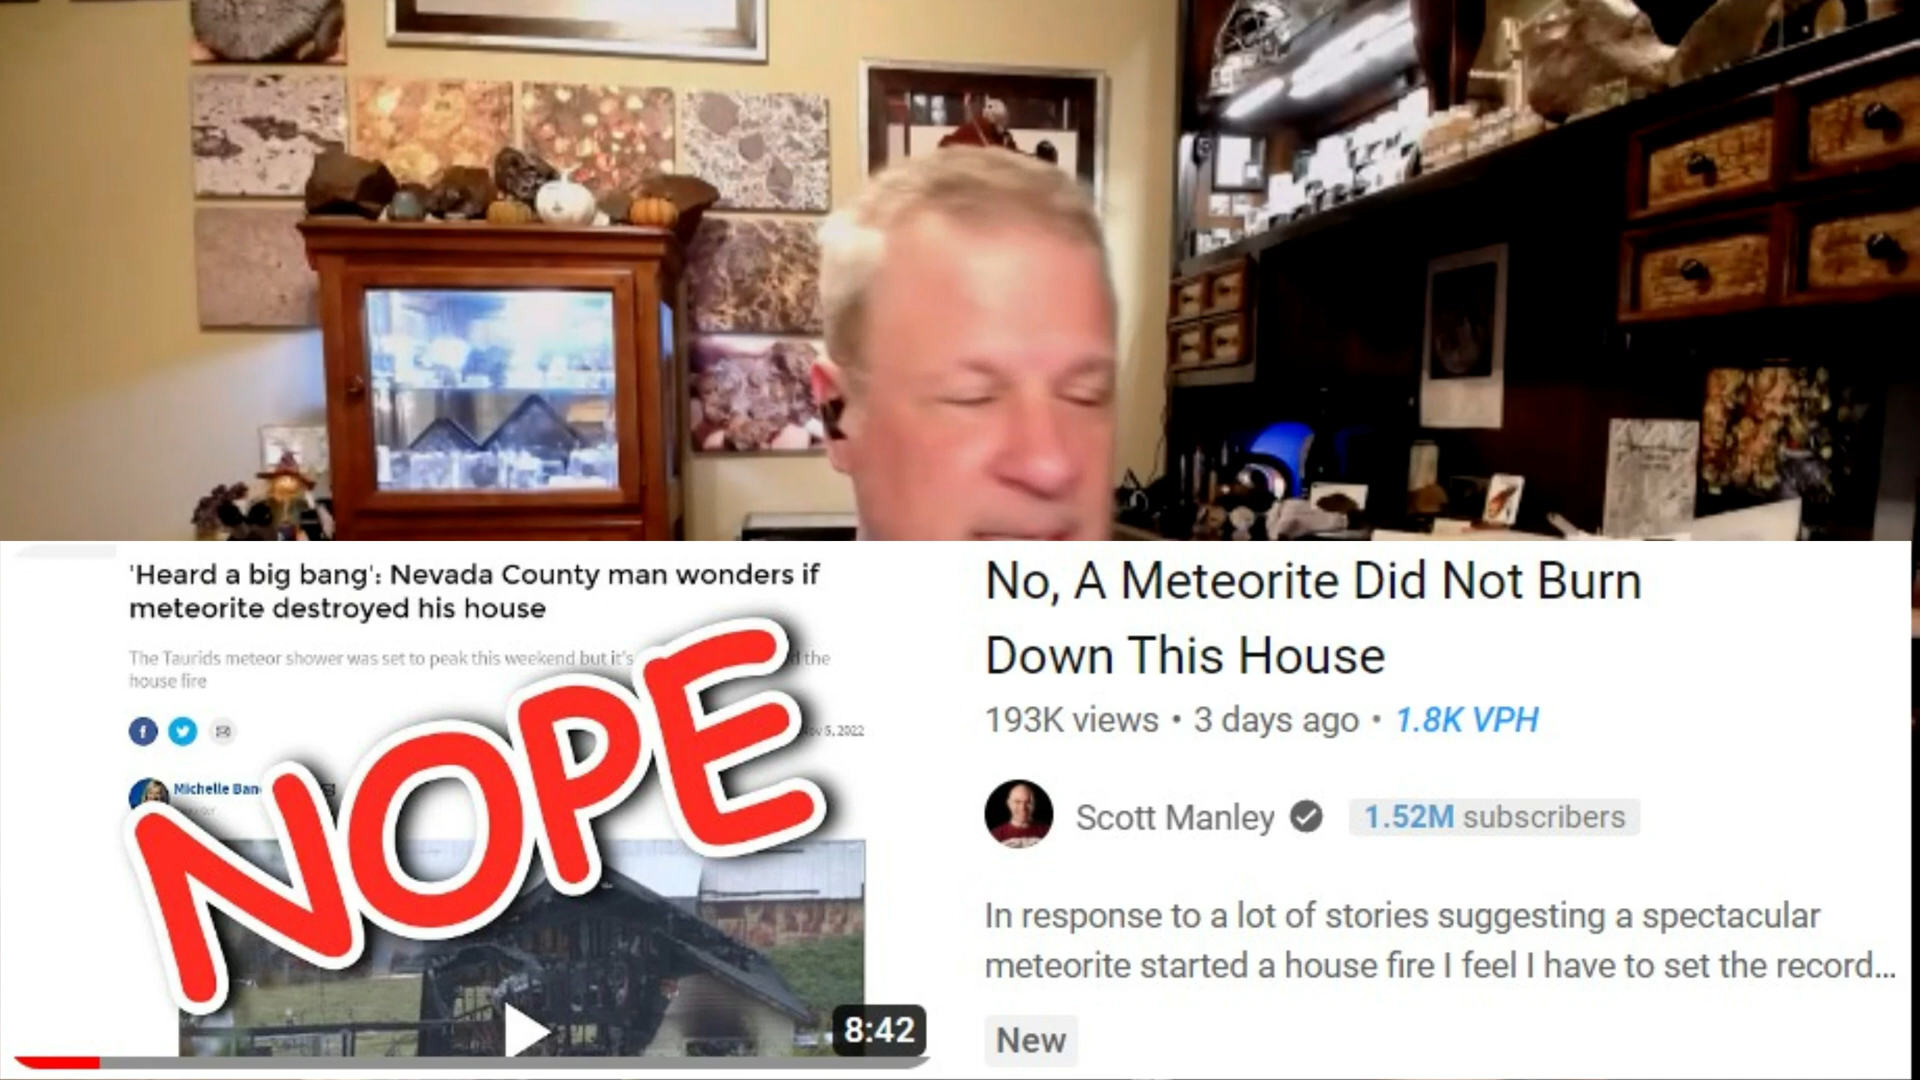 'Heard a big bang': Nevada County man wonders if
meteorite destroyed his house
The Taurids meteor shower was set to peak this weekend but it's
the
house fire
5, 2022
Michelle
NOPE
8:42
No, A Meteorite Did Not Burn
Down This House
193K views • 3 days ago • 1.8K VPH
Scott Manley
1.52M subscribers
In response to a lot of stories suggesting a spectacular
meteorite started a house fire I feel I have to set the record...
New